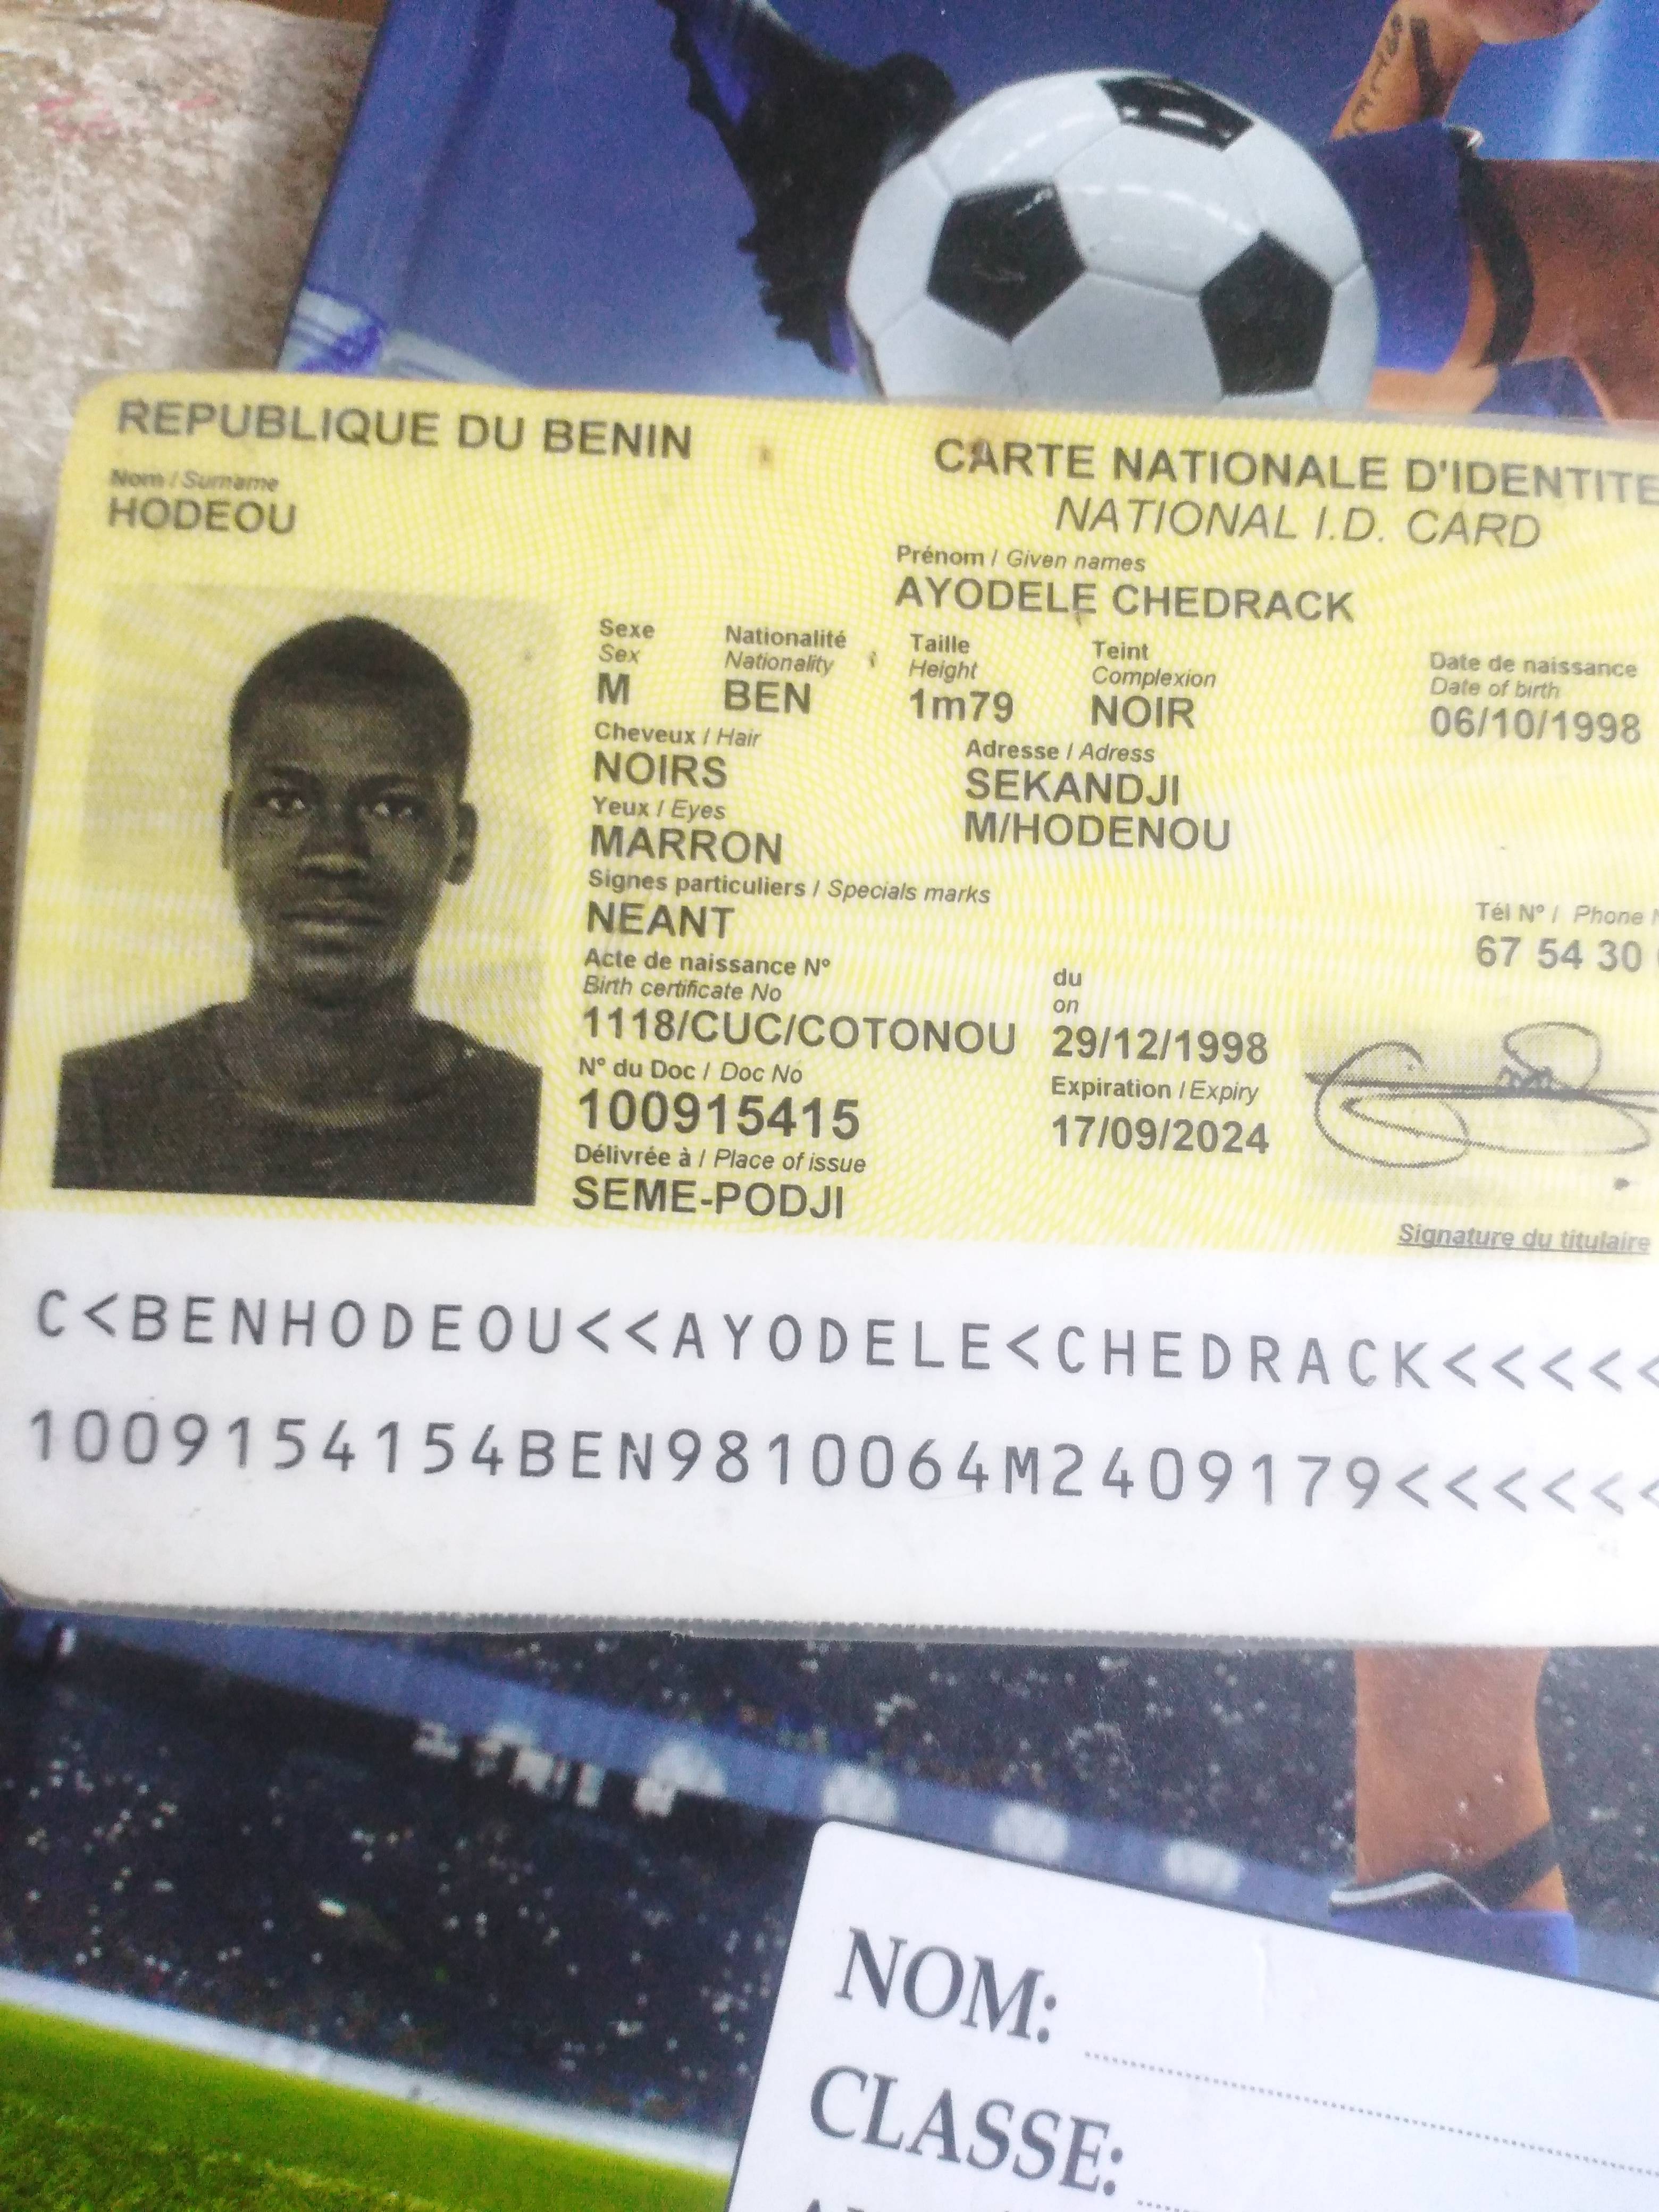 REPUBLIQUE DU BENIN
CARTE NATIONALE D'IDENTITE
NATIONAL I.D. CARD
Nom / Surname
HODEOU
Prénom / Given names
AYODELE CHEDRACK
Sexe Nationalité Taille Teint Date de naissance
Sex Nationality Height Complexion Date of birth
M BEN 1m79 NOIR 06/10/1998
Cheveux / Hair Adresse / Adress
NOIRS SEKANDJI
Yeux / Eyes M/HODENOU
MARRON
Signes particuliers / Specials marks Tél N° / Phone
NEANT 67 54 30
Acte de naissance N° du
Birth certificate No on
1118/CUC/COTONOU 29/12/1998
N° du Doc / Doc No Expiration / Expiry
100915415 17/09/2024
Délivrée à / Place of issue
SEME-PODJI
Signature du titulaire
C<BENHODEOU<<AYODELE<CHEDRACK<<<<<
1009154154BEN9810064M2409179<<<<<<
NOM:
CLASSE: